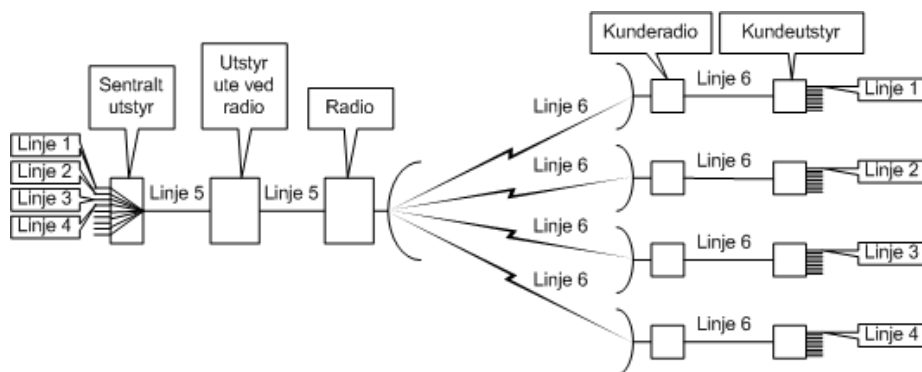 Kunderadio
Kundeutstyr
Utstyr
ute ved
radio
Sentralt
utstyr
Radio
Linje 6
Linje 6
Linje 1
Linje 1
Linje 2
Linje 3
Linje 4
Linje 5
Linje 5
Linje 6
Linje 6
Linje 2
Linje 6
Linje 6
Linje 3
Linje 6
Linje 6
Linje 4